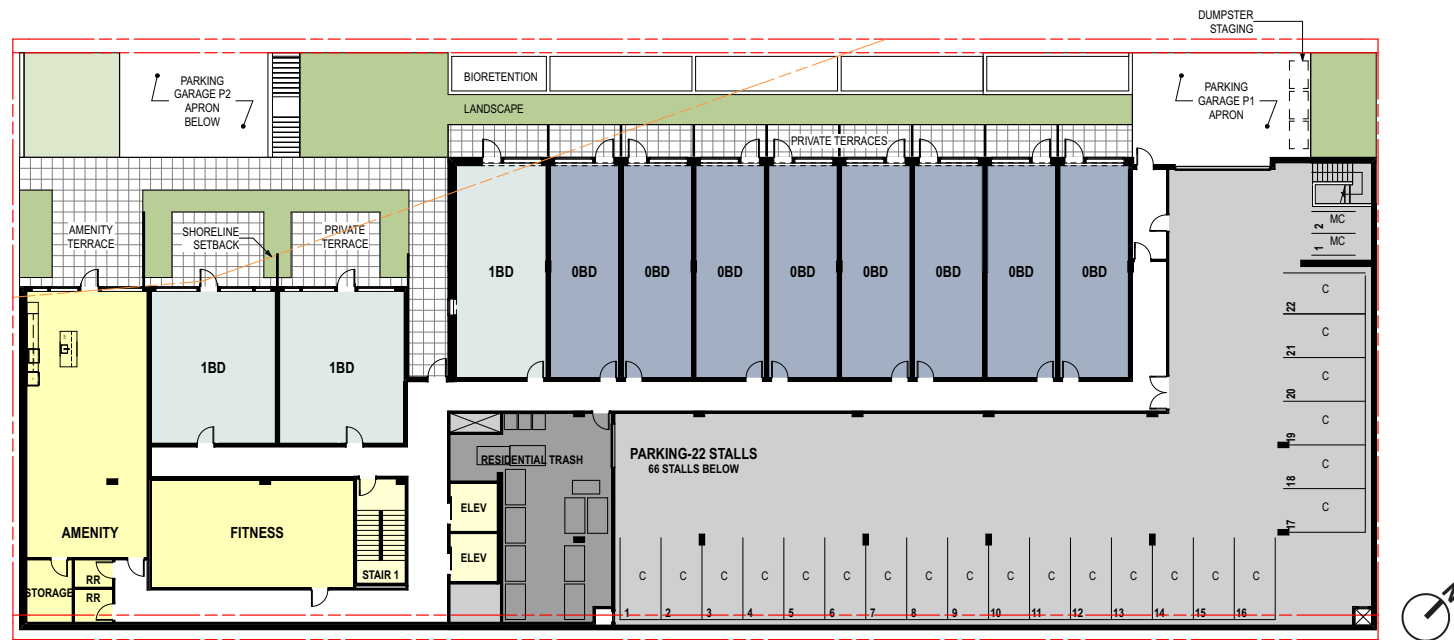 DUMPSTER
STAGING
BIORETENTION
PARKING
GARAGE P2
APRON
BELOW
PARKING
GARAGE P1
APRON
LANDSCAPE
PRIVATE TERRACES
AMENITY
TERRACE
SHORELINE
SETBACK
PRIVATE
TERRACE
2 MC
1 MC
1BD
0BD
0BD
0BD
0BD
0BD
0BD
0BD
0BD
1BD
1BD
22 C
21 C
20 C
19 C
18 C
17 C
RESIDENTIAL TRASH
PARKING-22 STALLS
66 STALLS BELOW
ELEV
ELEV
AMENITY
FITNESS
STAIR 1
STORAGE
RR
RR
C C C C C C C C C C C C C C C C
1 2 3 4 5 6 7 8 9 10 11 12 13 14 15 16
N